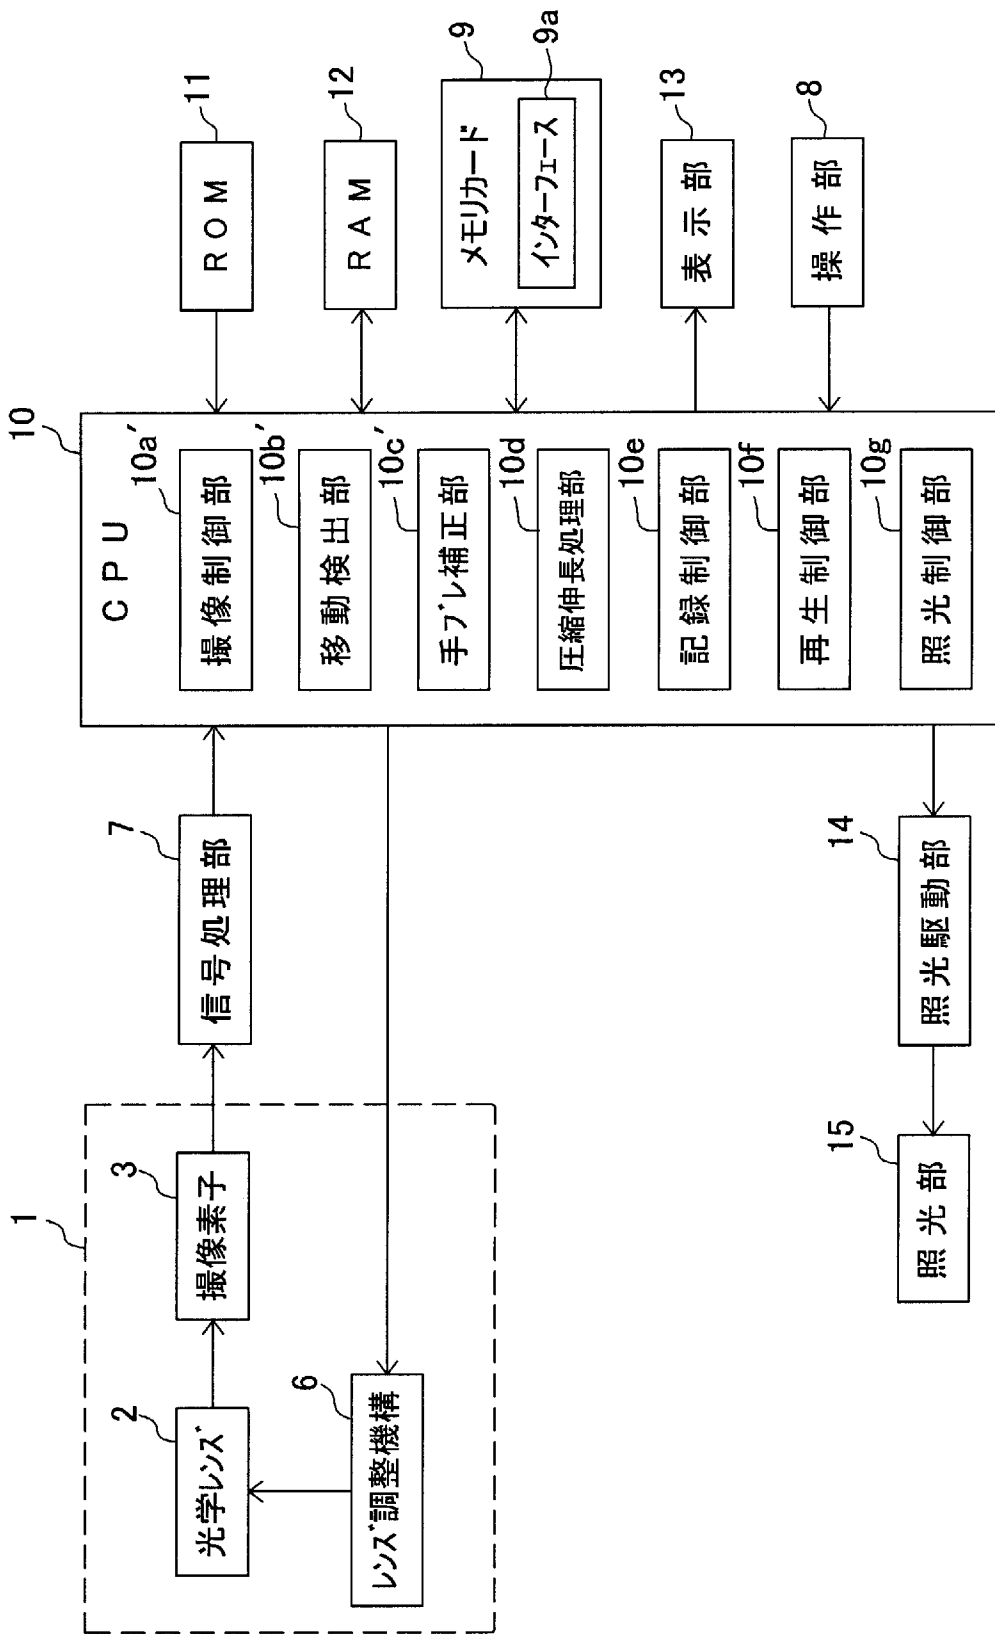 1
2
光学レンズ
3
撮像素子
6
レンズ調整機構
7
信号処理部
10
CPU
10a′
撮像制御部
10b′
移動検出部
10c′
手ブレ補正部
10d
圧縮伸長処理部
10e
記録制御部
10f
再生制御部
10g
照光制御部
11
ROM
12
RAM
9
メモリカード
9a
インターフェース
13
表示部
8
操作部
14
照光駆動部
15
照光部